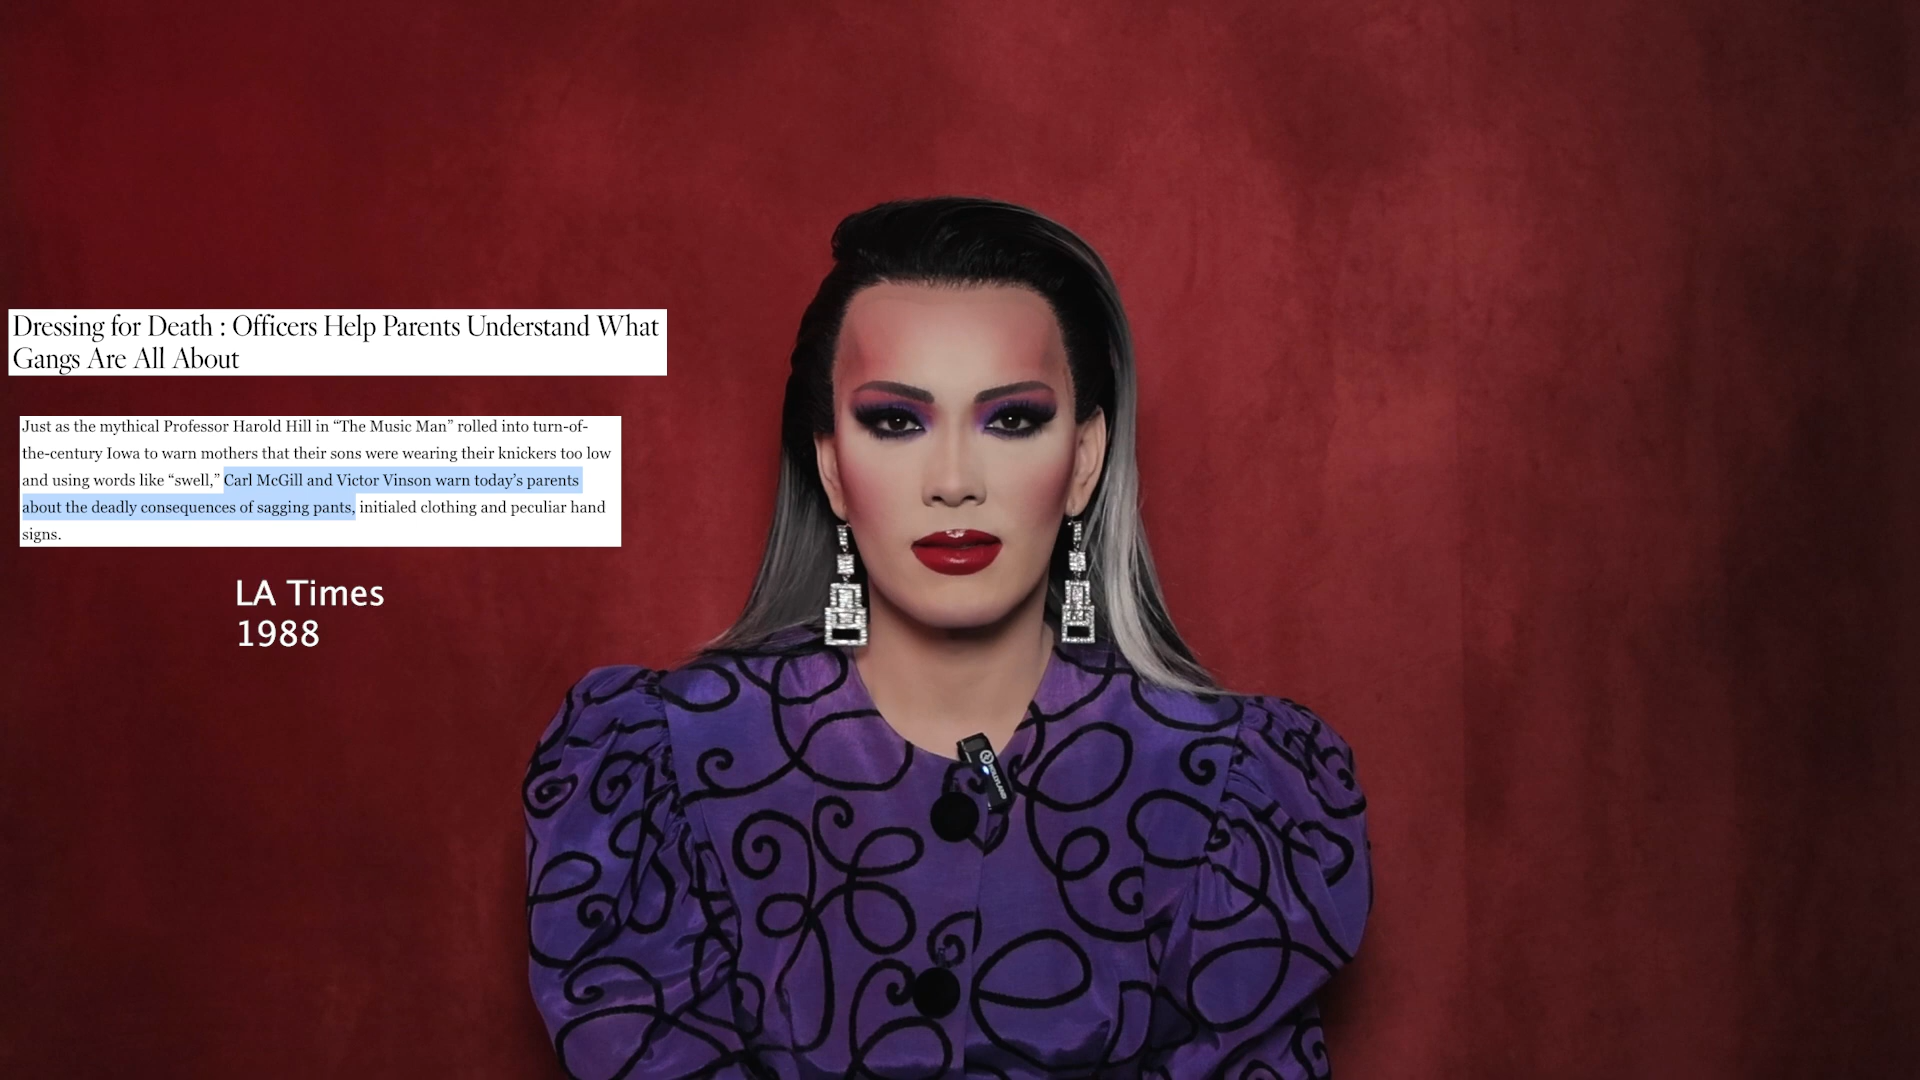 Dressing for Death : Officers Help Parents Understand What
Gangs Are All About
Just as the mythical Professor Harold Hill in “The Music Man” rolled into turn-of-
the-century Iowa to warn mothers that their sons were wearing their knickers too low
and using words like “swell,” Carl McGill and Victor Vinson warn today’s parents
about the deadly consequences of sagging pants, initialed clothing and peculiar hand
signs.
LA Times
1988
HOLLYLAND